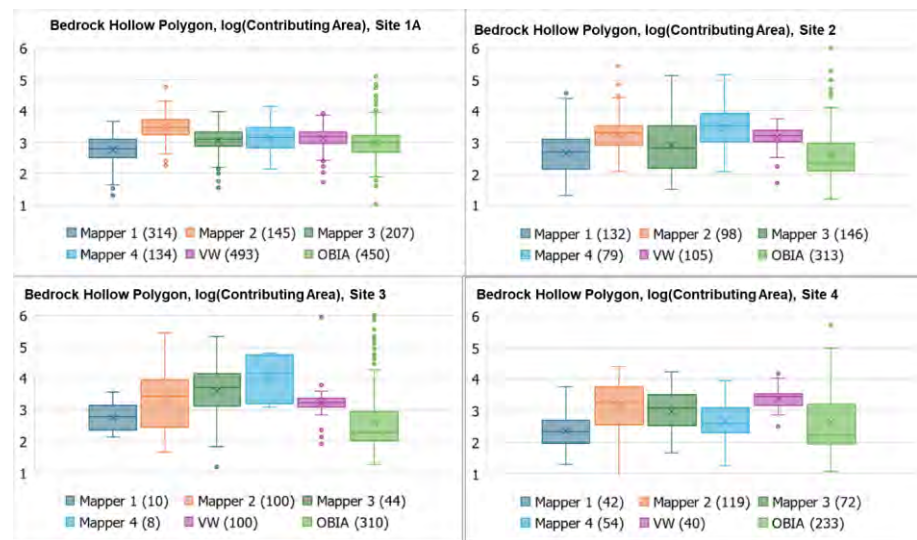 Bedrock Hollow Polygon, log(Contributing Area), Site 1A
6
5
4
3
2
1
Mapper 1 (314) Mapper 2 (145) Mapper 3 (207)
Mapper 4 (134) VW (493) OBIA (450)
Bedrock Hollow Polygon, log(Contributing Area), Site 2
6
5
4
3
2
1
Mapper 1 (132) Mapper 2 (98) Mapper 3 (146)
Mapper 4 (79) VW (105) OBIA (313)
Bedrock Hollow Polygon, log(Contributing Area), Site 3
6
5
4
3
2
1
Mapper 1 (10) Mapper 2 (100) Mapper 3 (44)
Mapper 4 (8) VW (100) OBIA (310)
Bedrock Hollow Polygon, log(Contributing Area), Site 4
6
5
4
3
2
1
Mapper 1 (42) Mapper 2 (119) Mapper 3 (72)
Mapper 4 (54) VW (40) OBIA (233)